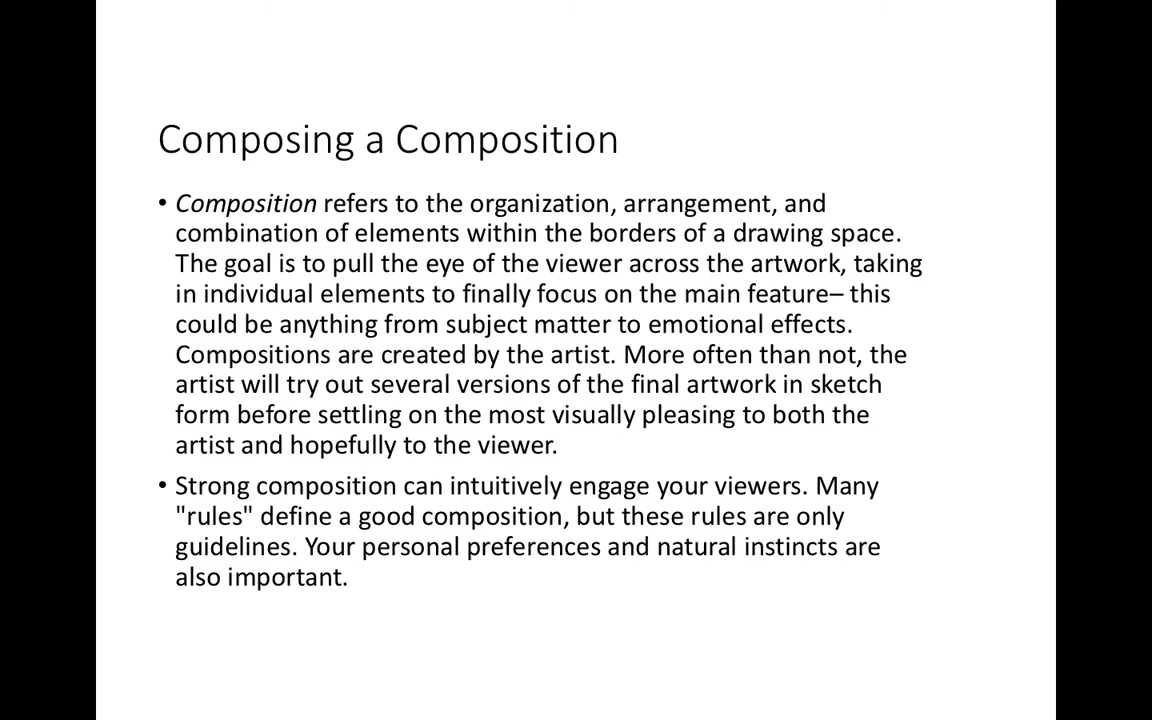 Composing a Composition
• Composition refers to the organization, arrangement, and
combination of elements within the borders of a drawing space.
The goal is to pull the eye of the viewer across the artwork, taking
in individual elements to finally focus on the main feature– this
could be anything from subject matter to emotional effects.
Compositions are created by the artist. More often than not, the
artist will try out several versions of the final artwork in sketch
form before settling on the most visually pleasing to both the
artist and hopefully to the viewer.
• Strong composition can intuitively engage your viewers. Many
"rules" define a good composition, but these rules are only
guidelines. Your personal preferences and natural instincts are
also important.